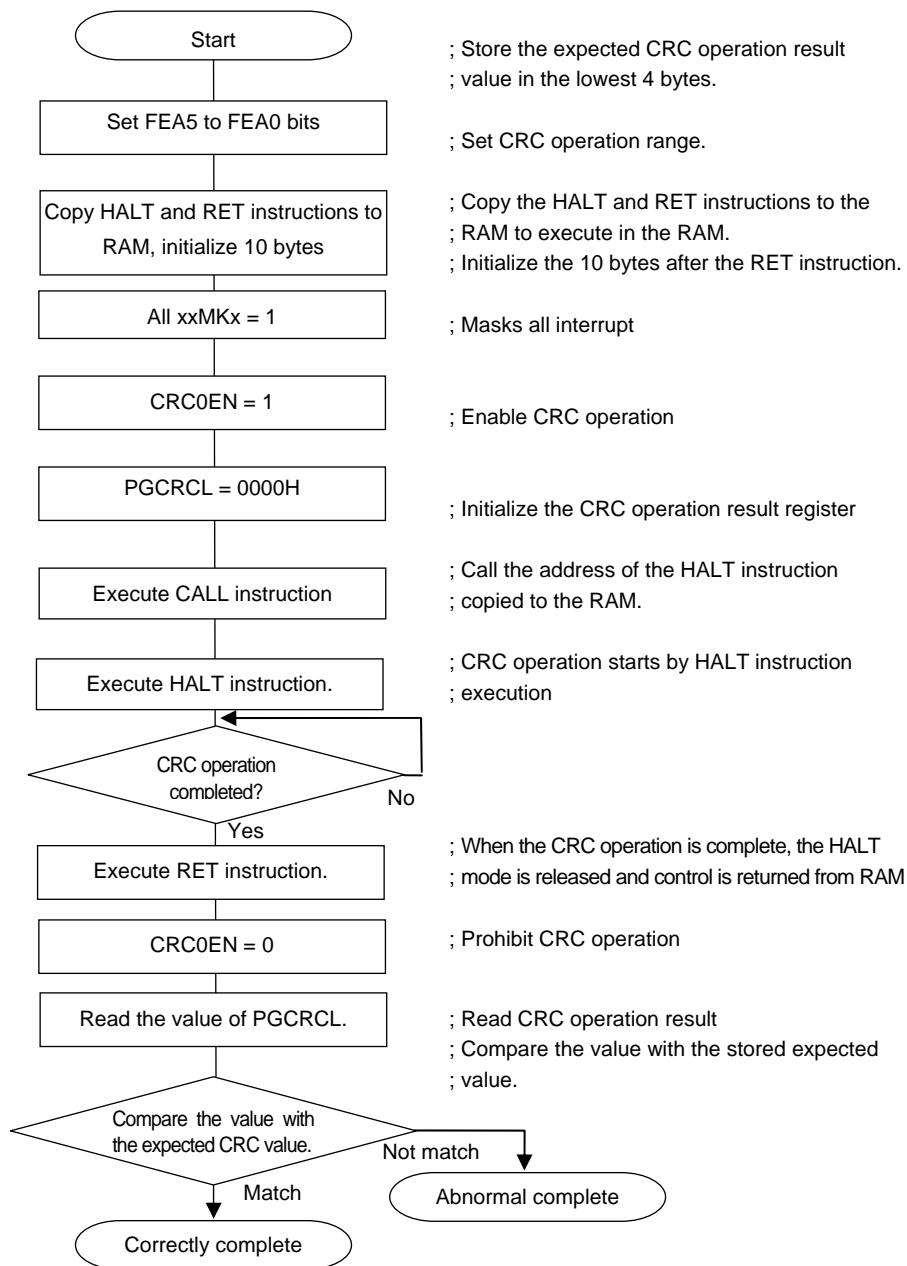 Start
; Store the expected CRC operation result
; value in the lowest 4 bytes.
Set FEA5 to FEA0 bits
; Set CRC operation range.
Copy HALT and RET instructions to
RAM, initialize 10 bytes
; Copy the HALT and RET instructions to the
; RAM to execute in the RAM.
; Initialize the 10 bytes after the RET instruction.
All xxMKx = 1
; Masks all interrupt
CRC0EN = 1
; Enable CRC operation
PGCRCL = 0000H
; Initialize the CRC operation result register
Execute CALL instruction
; Call the address of the HALT instruction
; copied to the RAM.
Execute HALT instruction.
; CRC operation starts by HALT instruction
; execution
CRC operation
completed?
No
Yes
Execute RET instruction.
; When the CRC operation is complete, the HALT
; mode is released and control is returned from RAM
CRC0EN = 0
; Prohibit CRC operation
Read the value of PGCRCL.
; Read CRC operation result
; Compare the value with the stored expected
; value.
Compare the value with
the expected CRC value.
Not match
Match
Abnormal complete
Correctly complete